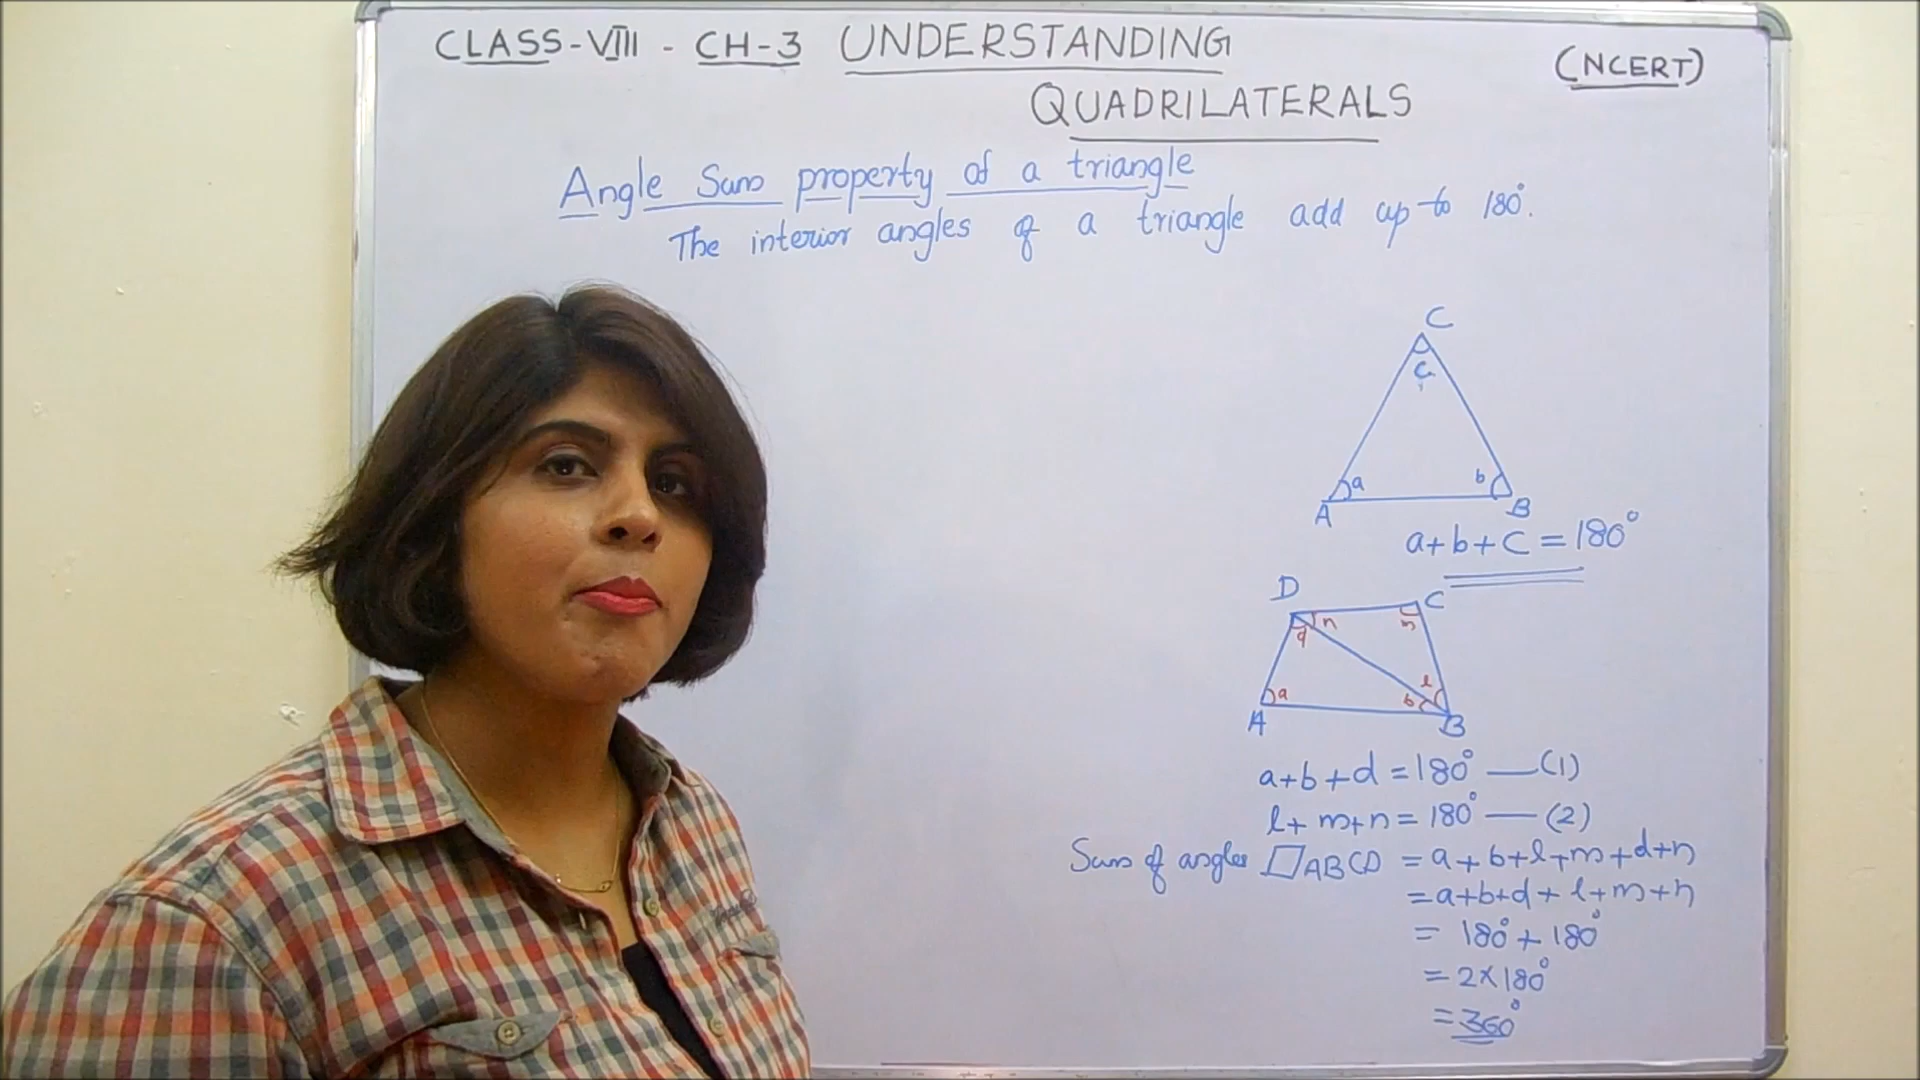 CLASS-VIII - CH-3 UNDERSTANDING
(NCERT)
QUADRILATERALS
Angle Sum property of a triangle
The interior angles of a triangle add up to 180°.
C
c
a
b
A
B
a+b+c=180°
D
C
n
m
d
l
a
b
A
B
a+b+d=180° —(1)
l+m+n=180° —(2)
Sum of angles ▱ABCD = a+b+l+m+d+n
=a+b+d+l+m+n
= 180°+180°
=2×180°
=360°